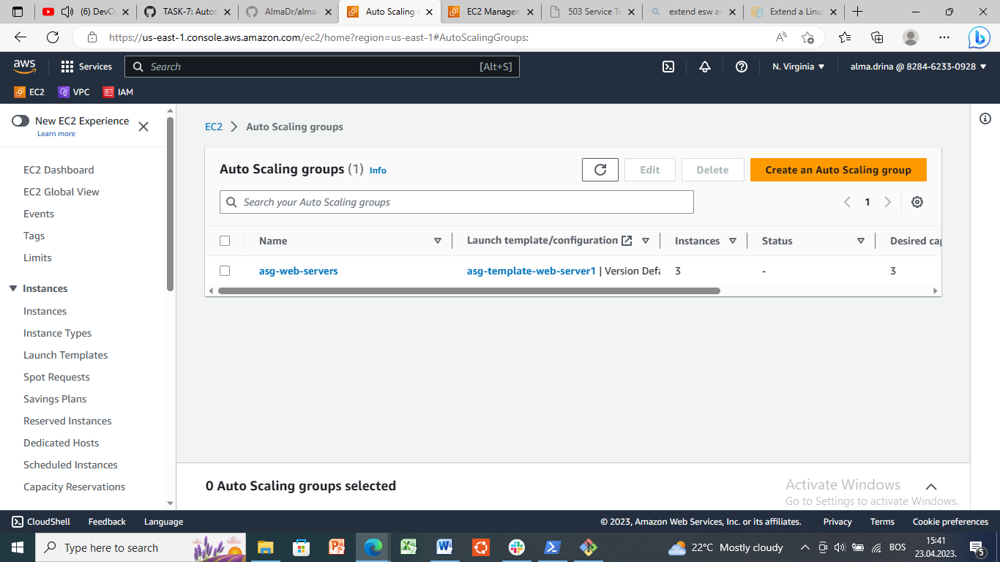 (6) DevO
TASK-7: Autos
AlmaDr/alma-
Auto Scaling g
EC2 Managem
503 Service Te
extend esw av
Extend a Linux
https://us-east-1.console.aws.amazon.com/ec2/home?region=us-east-1#AutoScalingGroups:
aws
Services
Search
[Alt+S]
N. Virginia
alma.drina @ 8284-6233-0928
EC2
VPC
IAM
New EC2 Experience
Learn more
EC2 Dashboard
EC2 Global View
Events
Tags
Limits
Instances
Instances
Instance Types
Launch Templates
Spot Requests
Savings Plans
Reserved Instances
Dedicated Hosts
Scheduled Instances
Capacity Reservations
EC2
Auto Scaling groups
Auto Scaling groups (1) Info
Edit
Delete
Create an Auto Scaling group
Search your Auto Scaling groups
1
Name
Launch template/configuration
Instances
Status
Desired cap
asg-web-servers
asg-template-web-server1 | Version Defa
3
-
3
0 Auto Scaling groups selected
Activate Windows
Go to Settings to activate Windows.
CloudShell
Feedback
Language
© 2023, Amazon Web Services, Inc. or its affiliates.
Privacy
Terms
Cookie preferences
Type here to search
22°C Mostly cloudy
BOS
15:41
23.04.2023.
5